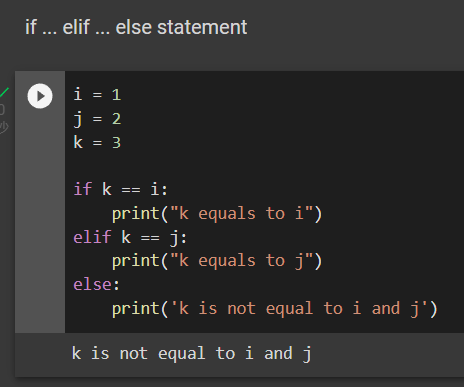 if ... elif ... else statement
i = 1
j = 2
k = 3
if k == i:
    print("k equals to i")
elif k == j:
    print("k equals to j")
else:
    print('k is not equal to i and j')
k is not equal to i and j